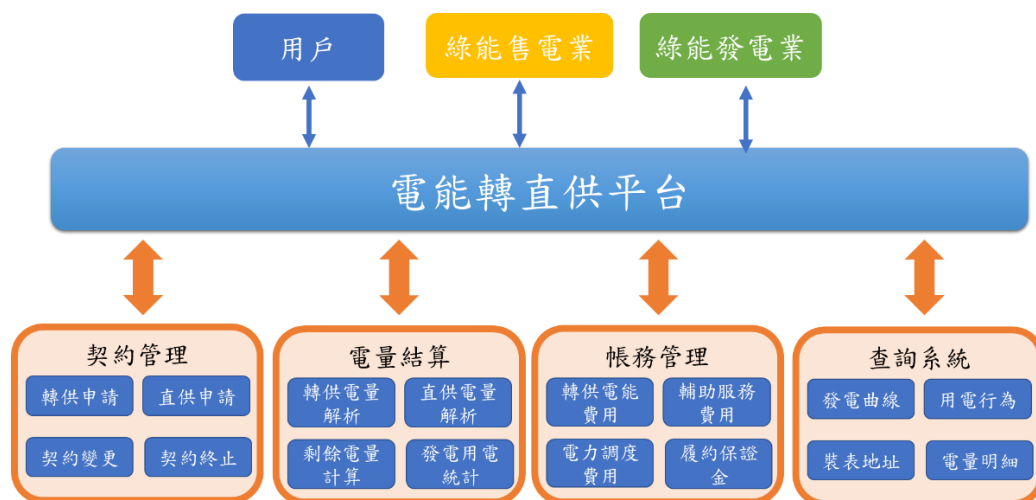 用戶
綠能售電業
綠能發電業
電能轉直供平台
契約管理
轉供申請
直供申請
契約變更
契約終止
電量結算
轉供電量
解析
直供電量
解析
剩餘電量
計算
發電用電
統計
帳務管理
轉供電能
費用
輔助服務
費用
電力調度
費用
履約保證
金
查詢系統
發電曲線
用電行為
裝表地址
電量明細